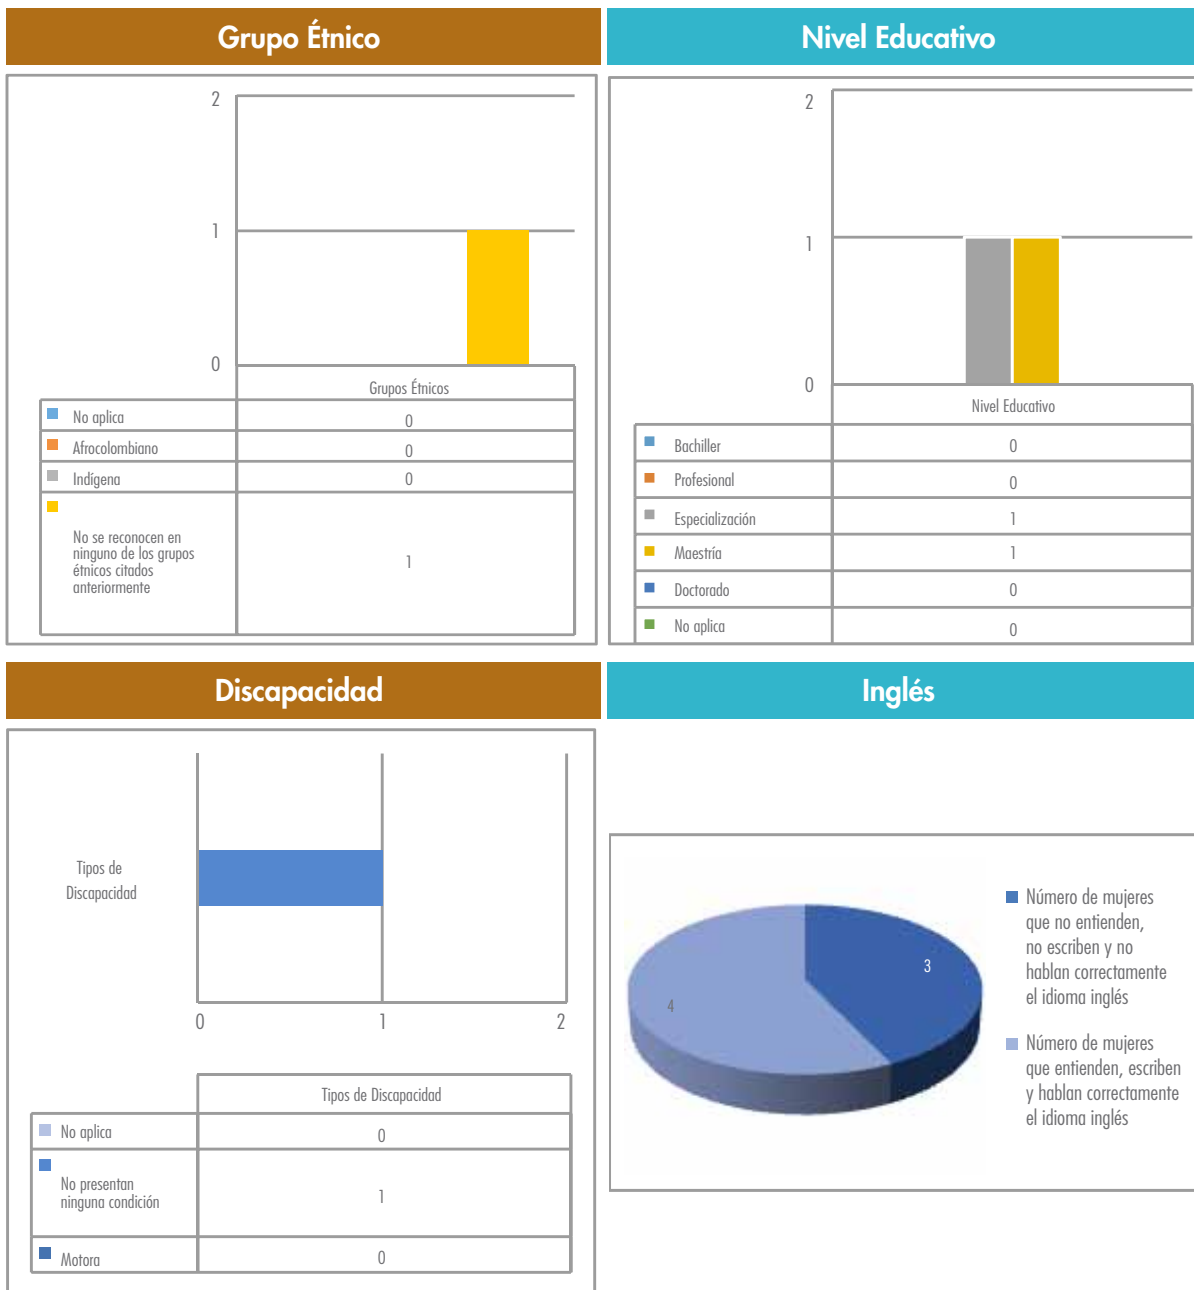 Grupo Étnico
2
1
0
Grupos Étnicos
No aplica 0
Afrocolombiano 0
Indígena 0
No se reconocen en
ninguno de los grupos
étnicos citados
anteriormente
1
Nivel Educativo
2
1
0
Nivel Educativo
Bachiller 0
Profesional 0
Especialización 1
Maestría 1
Doctorado 0
No aplica 0
Discapacidad
Tipos de
Discapacidad
0 1 2
Tipos de Discapacidad
No aplica 0
No presentan
ninguna condición
1
Motora 0
Inglés
3
4
Número de mujeres
que no entienden,
no escriben y no
hablan correctamente
el idioma inglés
Número de mujeres
que entienden, escriben
y hablan correctamente
el idioma inglés